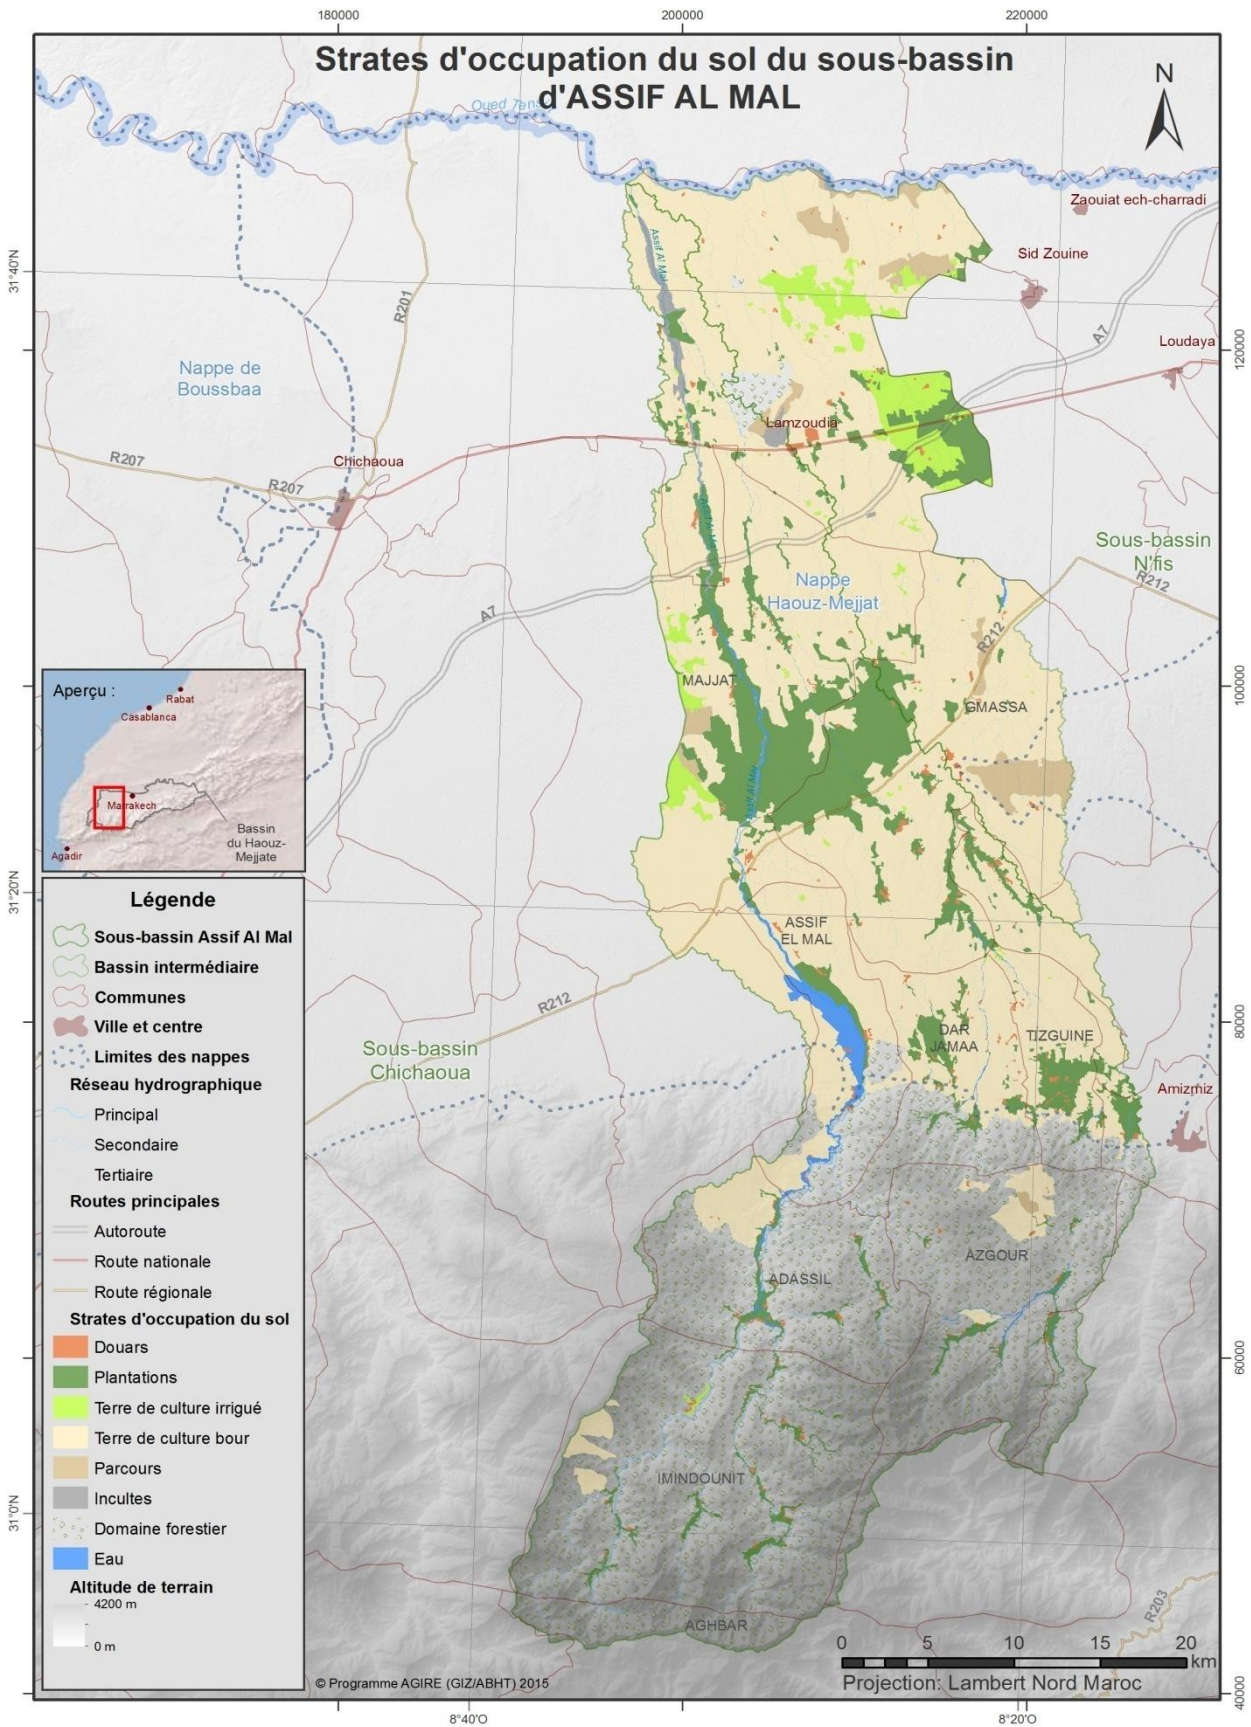 180000
200000
220000
Strates d'occupation du sol du sous-bassin
d'ASSIF AL MAL
N
Oued Tens
Zaouiat ech-charradi
Assif Al Mal
Sid Zouine
31°40'N
R201
A7
Loudaya
120000
Nappe de
Boussbaa
Lamzoudia
R207
Chichaoua
R207
Assif Al Mal
Sous-bassin
N'fis
Nappe
Haouz-Mejjat
R212
A7
R212
MAJJAT
100000
GMASSA
Aperçu :
Rabat
Casablanca
Marrakech
Agadir
Bassin
du Haouz-
Mejjate
Assif Al Mal
31°20'N
Légende
Sous-bassin Assif Al Mal
Bassin intermédiaire
Communes
Ville et centre
Limites des nappes
Réseau hydrographique
Principal
Secondaire
Tertiaire
Routes principales
Autoroute
Route nationale
Route régionale
Strates d'occupation du sol
Douars
Plantations
Terre de culture irrigué
Terre de culture bour
Parcours
Incultes
Domaine forestier
Eau
Altitude de terrain
4200 m
0 m
ASSIF
EL MAL
R212
Sous-bassin
Chichaoua
DAR
JAMAA
TIZGUINE
80000
Amizmiz
AZGOUR
ADASSIL
60000
IMINDOUNIT
31°0'N
AGHBAR
R203
0 5 10 15 20
km
Projection: Lambert Nord Maroc
© Programme AGIRE (GIZ/ABHT) 2015
40000
8°40'O
8°20'O